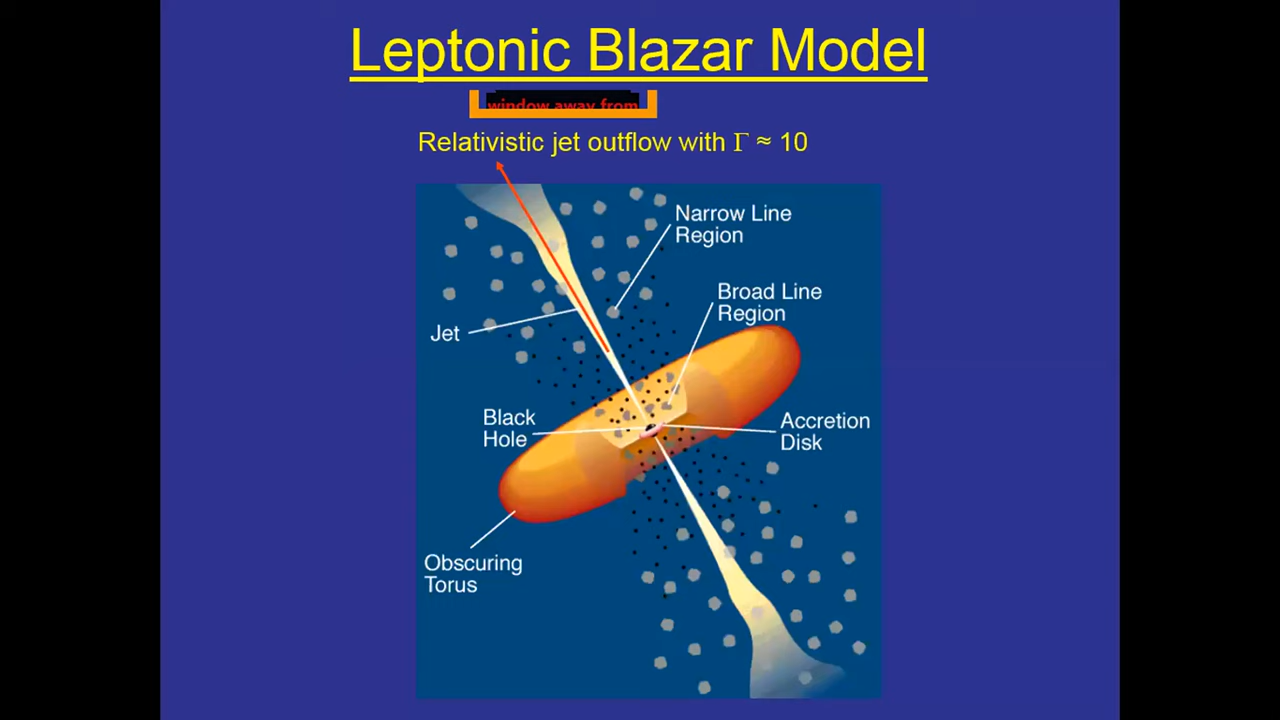 Leptonic Blazar Model
window away from
Relativistic jet outflow with Γ ≈ 10
Narrow Line
Region
Broad Line
Region
Jet
Black
Hole
Accretion
Disk
Obscuring
Torus